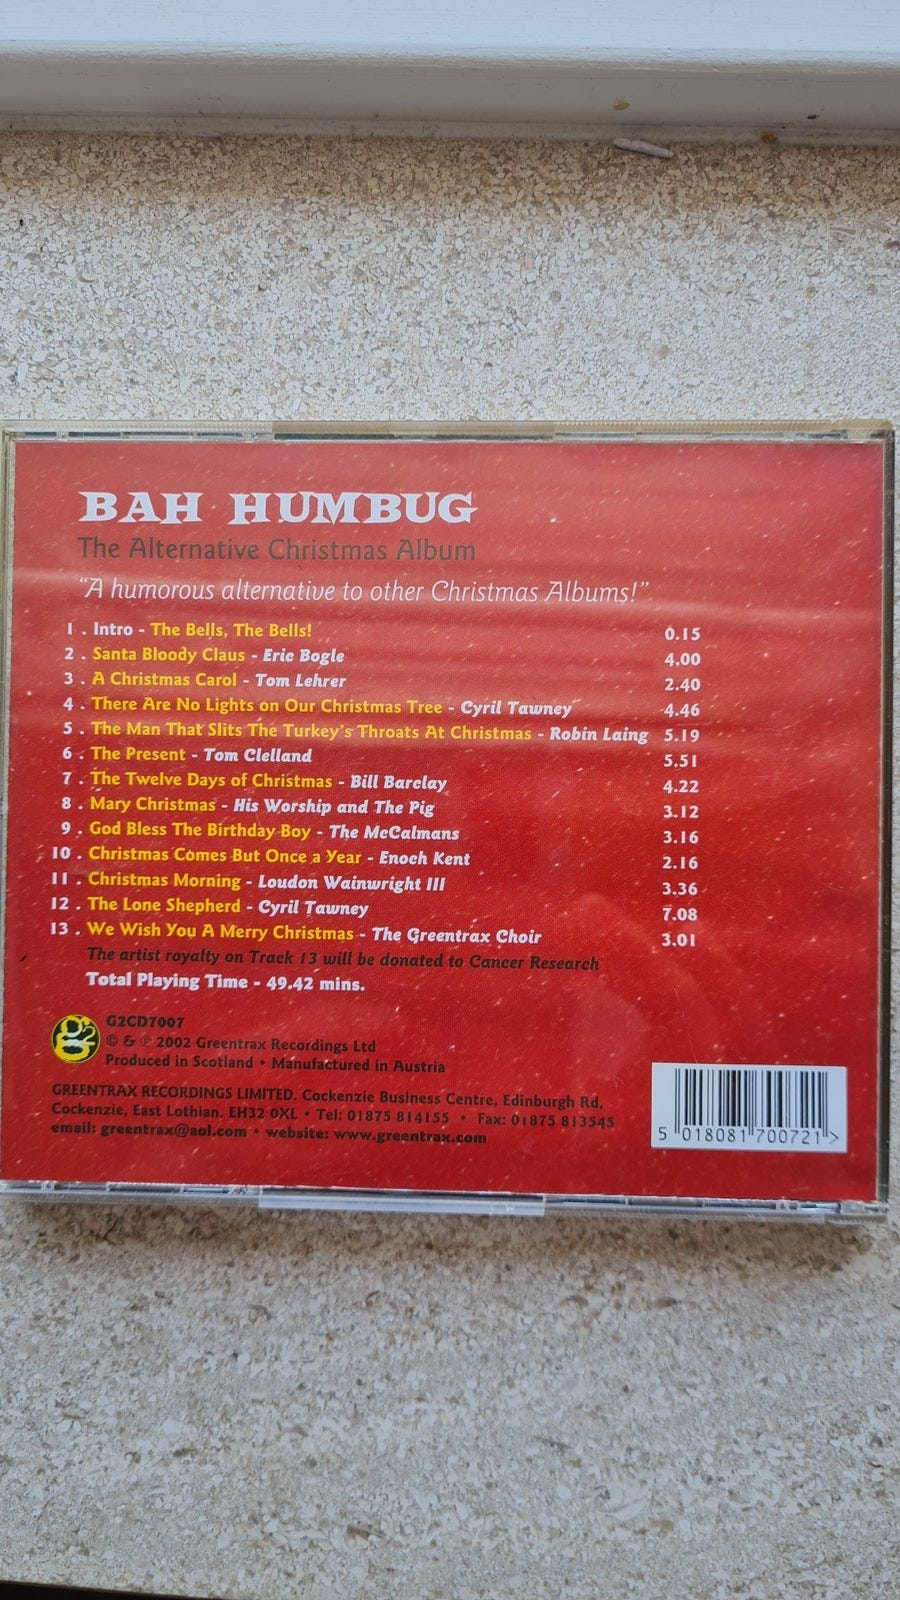 BAH HUMBUG
The Alternative Christmas Album
"A humorous alternative to other Christmas Albums!"
1 . Intro - The Bells, The Bells! 0.15
2 . Santa Bloody Claus - Eric Bogle 4.00
3 . A Christmas Carol - Tom Lehrer 2.40
4 . There Are No Lights on Our Christmas Tree - Cyril Tawney 4.46
5 . The Man That Slits The Turkey's Throats At Christmas - Robin Laing 5.19
6 . The Present - Tom Clelland 5.51
7 . The Twelve Days of Christmas - Bill Barclay 4.22
8 . Mary Christmas - His Worship and The Pig 3.12
9 . God Bless The Birthday Boy - The McCalmans 3.16
10 . Christmas Comes But Once a Year - Enoch Kent 2.16
11 . Christmas Morning - Loudon Wainwright III 3.36
12 . The Lone Shepherd - Cyril Tawney 7.08
13 . We Wish You A Merry Christmas - The Greentrax Choir 3.01
The artist royalty on Track 13 will be donated to Cancer Research
Total Playing Time - 49.42 mins.
g2
G2CD7007
© & ℗ 2002 Greentrax Recordings Ltd
Produced in Scotland • Manufactured in Austria
GREENTRAX RECORDINGS LIMITED. Cockenzie Business Centre, Edinburgh Rd,
Cockenzie, East Lothian. EH32 0XL • Tel: 01875 814155 • Fax: 01875 813545
email: greentrax@aol.com • website: www.greentrax.com
5 018081 700721 >